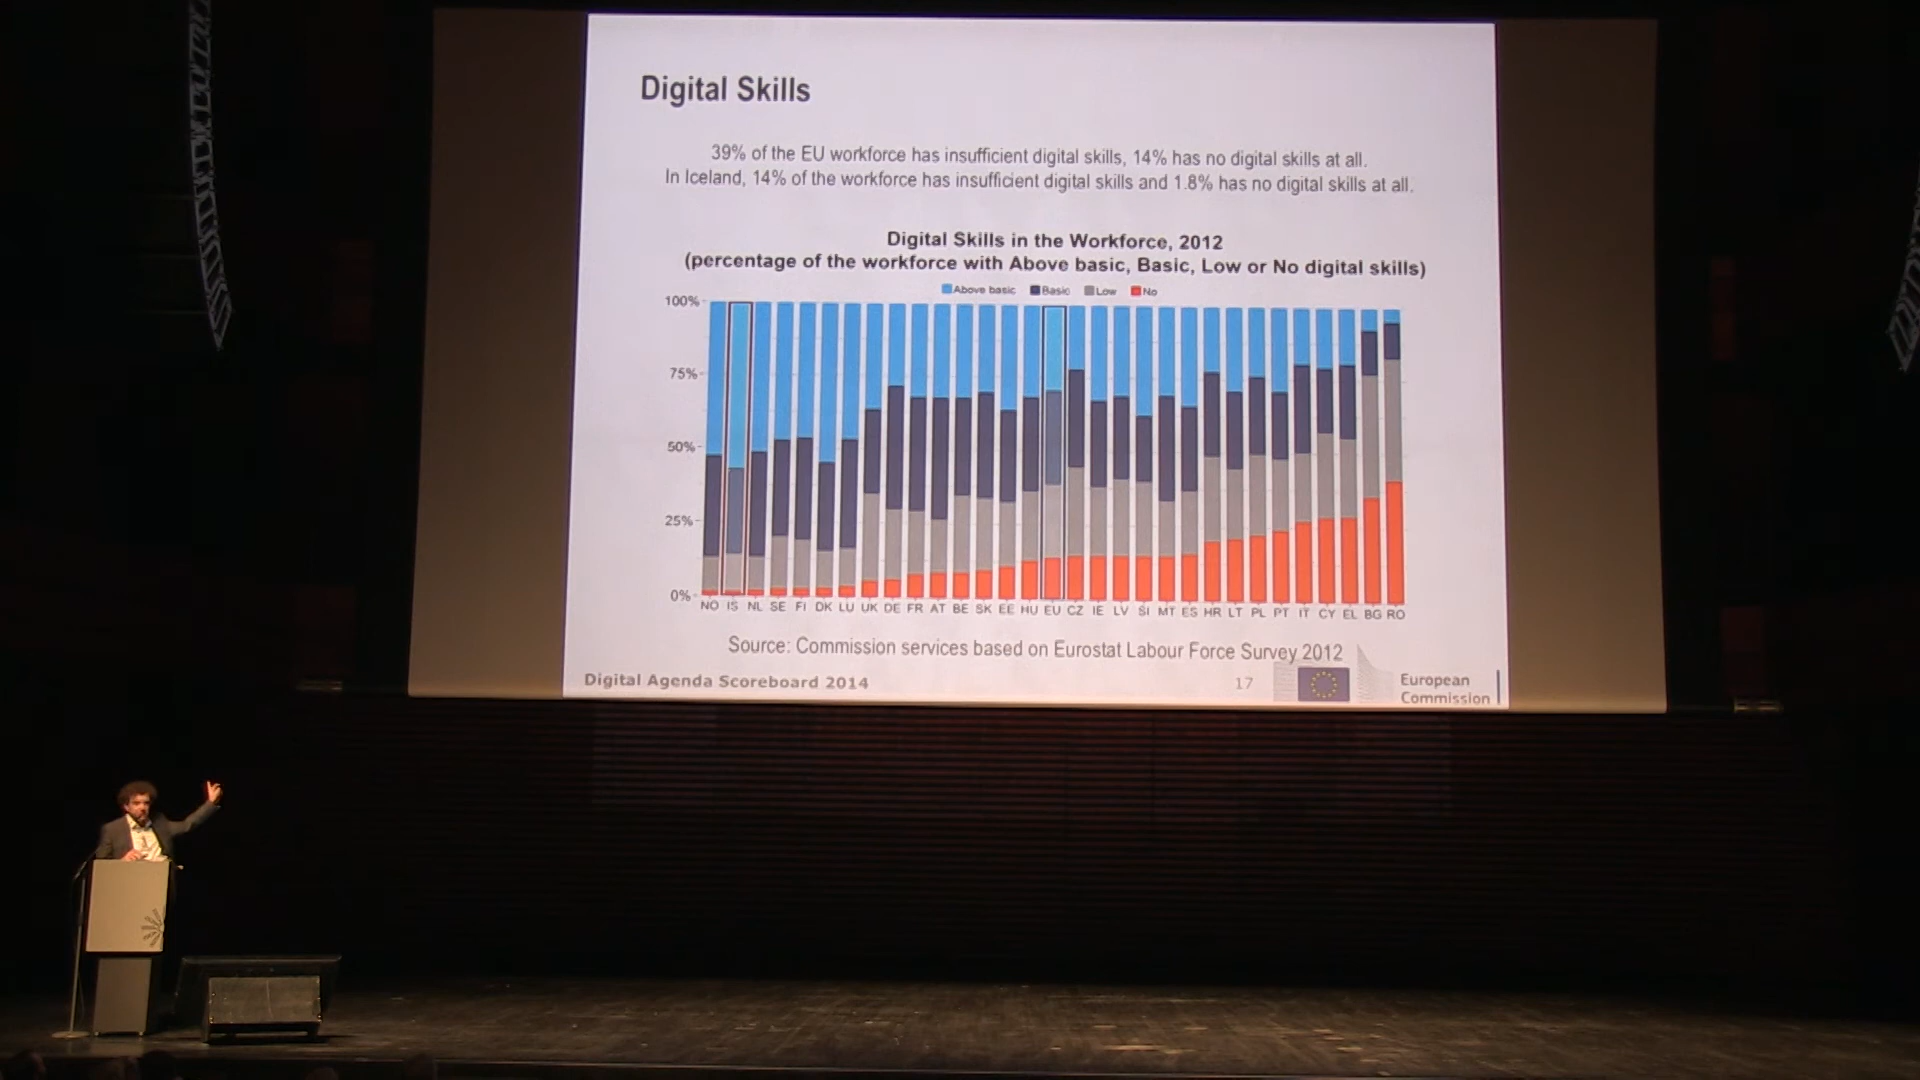 Digital Skills
39% of the EU workforce has insufficient digital skills, 14% has no digital skills at all.
In Iceland, 14% of the workforce has insufficient digital skills and 1.8% has no digital skills at all.
Digital Skills in the Workforce, 2012
(percentage of the workforce with Above basic, Basic, Low or No digital skills)
Above basic Basic Low No
100%
75%
50%
25%
0%
NO IS NL SE FI DK LU UK DE FR AT BE SK EE HU EU CZ IE LV SI MT ES HR LT PL PT IT CY EL BG RO
Source: Commission services based on Eurostat Labour Force Survey 2012
Digital Agenda Scoreboard 2014
17
European
Commission